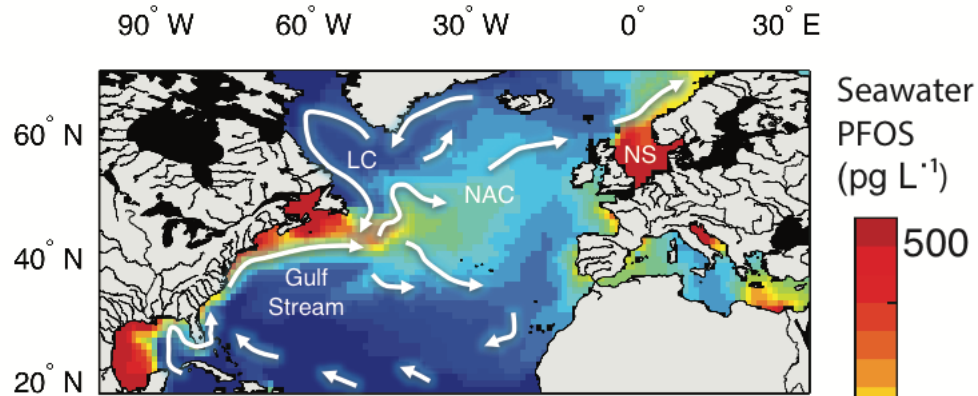 90° W 60° W 30° W 0° 30° E
Seawater
PFOS
(pg L⁻¹)
60° N
LC
NS
NAC
500
40° N
Gulf
Stream
20° N